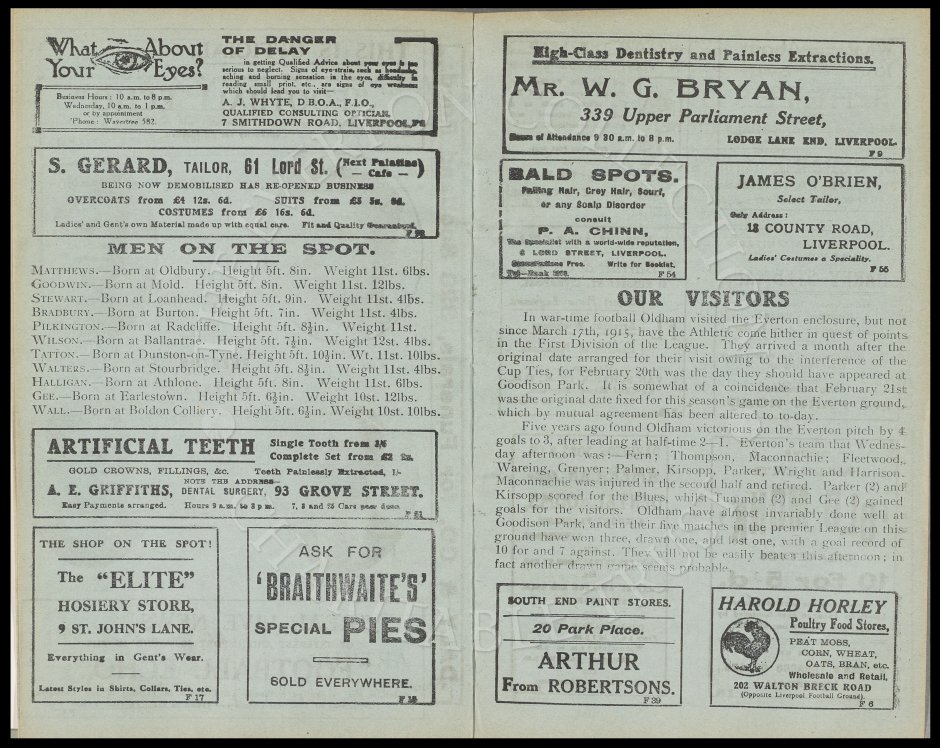 What About
Your Eyes?
Business Hours: 10 a.m. to 8 p.m.
Wednesday, 10 a.m. to 1 p.m.
or by appointment
'Phone: Wavertree 582.
THE DANGER
OF DELAY
in getting Qualified Advice about your eyes is too
serious to neglect. Signs of eye-strain, such as headache,
aching and burning sensation in the eyes, difficulty in
reading small print, etc., are signs of eye weakness
which should lead you to visit—
A. J. WHYTE, D.B.O.A., F.I.O.,
QUALIFIED CONSULTING OPTICIAN,
7 SMITHDOWN ROAD, LIVERPOOL.
S. GERARD, TAILOR, 61 Lord St. (Next Palatine Cafe)
BEING NOW DEMOBILISED HAS RE-OPENED BUSINESS
OVERCOATS from £4 12s. 6d. SUITS from £5 5s. 0d.
COSTUMES from £6 16s. 6d.
Ladies' and Gent's own Material made up with equal care. Fit and Quality Guaranteed.
MEN ON THE SPOT.
MATTHEWS.—Born at Oldbury. Height 5ft. 8in. Weight 11st. 6lbs.
GOODWIN.—Born at Mold. Height 5ft. 8in. Weight 11st. 12lbs.
STEWART.—Born at Loanhead. Height 5ft. 9in. Weight 11st. 4lbs.
BRADBURY.—Born at Burton. Height 5ft. 7in. Weight 11st. 4lbs.
PILKINGTON.—Born at Radcliffe. Height 5ft. 8½in. Weight 11st.
WILSON.—Born at Ballantrae. Height 5ft. 7½in. Weight 12st. 4lbs.
TATTON.—Born at Dunston-on-Tyne. Height 5ft. 10½in. Wt. 11st. 10lbs.
WALTERS.—Born at Stourbridge. Height 5ft. 8½in. Weight 11st. 4lbs.
HALLIGAN.—Born at Athlone. Height 5ft. 8in. Weight 11st. 6lbs.
GEE.—Born at Earlestown. Height 5ft. 6½in. Weight 10st. 12lbs.
WALL.—Born at Boldon Colliery. Height 5ft. 6½in. Weight 10st. 10lbs.
ARTIFICIAL TEETH
Single Tooth from 3/6
Complete Set from £2 2s.
GOLD CROWNS, FILLINGS, &c. Teeth Painlessly Extracted, 1/-
NOTE THE ADDRESS—
A. E. GRIFFITHS, DENTAL SURGERY, 93 GROVE STREET.
Easy Payments arranged. Hours 9 a.m. to 8 p.m. 7, 8 and 25 Cars pass door.
F 51
THE SHOP ON THE SPOT!
The "ELITE"
HOSIERY STORE,
9 ST. JOHN'S LANE.
Everything in Gent's Wear.
Latest Styles in Shirts, Collars, Ties, etc.
F 17
ASK FOR
'BRAITHWAITE'S'
SPECIAL PIES
SOLD EVERYWHERE.
High-Class Dentistry and Painless Extractions.
MR. W. G. BRYAN,
339 Upper Parliament Street,
Hours of Attendance 9 30 a.m. to 8 p.m. LODGE LANE END, LIVERPOOL.
F 9
BALD SPOTS.
Falling Hair, Grey Hair, Scurf,
or any Scalp Disorder
consult
P. A. CHINN,
The Specialist with a world-wide reputation,
6 LORD STREET, LIVERPOOL.
Consultations Free. Write for Booklet.
F 54
JAMES O'BRIEN,
Select Tailor,
Only Address:
18 COUNTY ROAD,
LIVERPOOL.
Ladies' Costumes a Speciality.
F 55
OUR VISITORS
In war-time football Oldham visited the Everton enclosure, but not
since March 17th, 1915, have the Athletic come hither in quest of points
in the First Division of the League. They arrived a month after the
original date arranged for their visit owing to the interference of the
Cup Ties, for February 20th was the day they should have appeared at
Goodison Park. It is somewhat of a coincidence that February 21st
was the original date fixed for this season's game on the Everton ground,
which by mutual agreement has been altered to to-day.
Five years ago found Oldham victorious on the Everton pitch by 4
goals to 3, after leading at half-time 2—1. Everton's team that Wednes-
day afternoon was:—Fern; Thompson, Maconnachie; Fleetwood,
Wareing, Grenyer; Palmer, Kirsopp, Parker, Wright and Harrison.
Maconnachie was injured in the second half and retired. Parker (2) and
Kirsopp scored for the Blues, whilst Tummon (2) and Gee (2) gained
goals for the visitors. Oldham have almost invariably done well at
Goodison Park, and in their five matches in the premier League on this
ground have won three, drawn one, and lost one, with a goal record of
10 for and 7 against. They will not be easily beaten this afternoon; in
fact another drawn game seems probable.
SOUTH END PAINT STORES.
20 Park Place.
ARTHUR
From ROBERTSONS.
F 39
HAROLD HORLEY
Poultry Food Stores,
PEAT MOSS,
CORN, WHEAT,
OATS, BRAN, etc.
Wholesale and Retail,
202 WALTON BRECK ROAD
(Opposite Liverpool Football Ground).
F 6